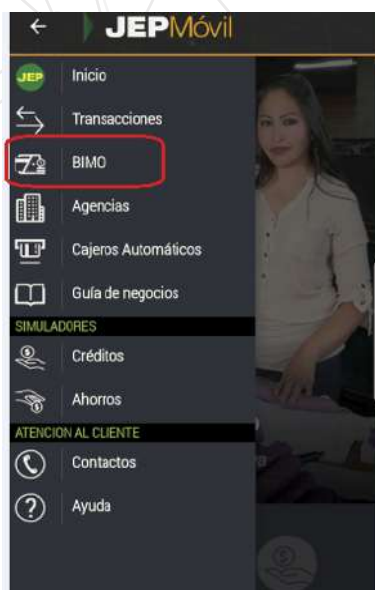 JEPMóvil
JEP Inicio
Transacciones
BIMO
Agencias
Cajeros Automáticos
Guía de negocios
SIMULADORES
Créditos
Ahorros
ATENCION AL CLIENTE
Contactos
Ayuda